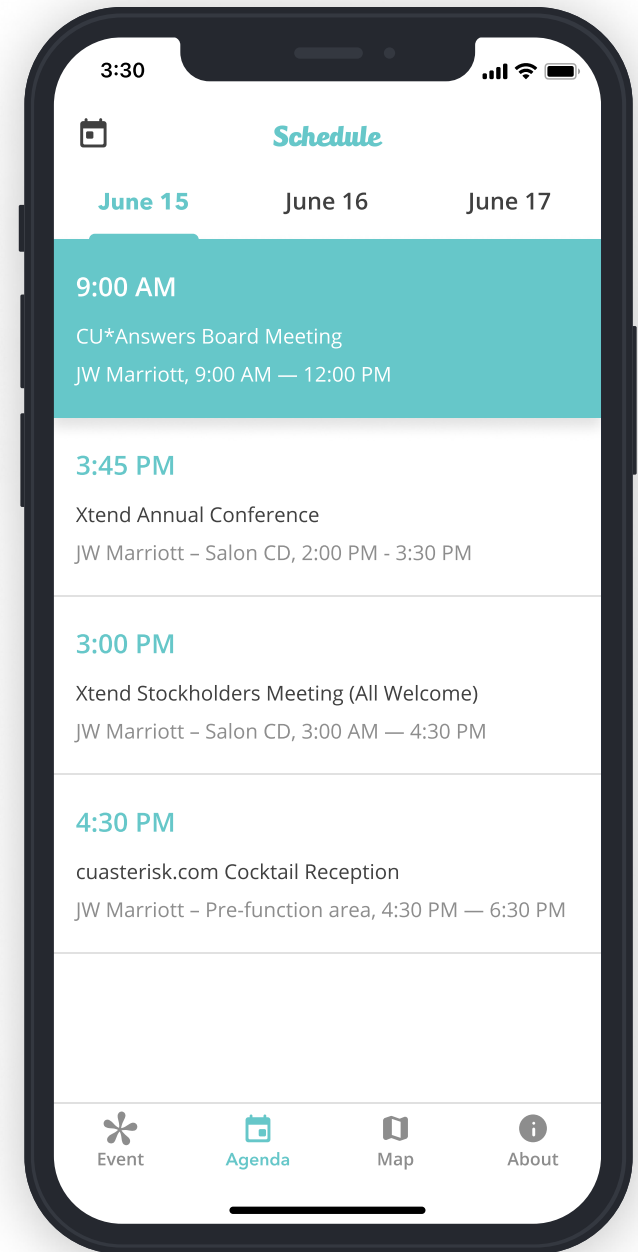 3:30
Schedule
June 15
June 16
June 17
9:00 AM
CU*Answers Board Meeting
JW Marriott, 9:00 AM — 12:00 PM
3:45 PM
Xtend Annual Conference
JW Marriott – Salon CD, 2:00 PM - 3:30 PM
3:00 PM
Xtend Stockholders Meeting (All Welcome)
JW Marriott – Salon CD, 3:00 AM — 4:30 PM
4:30 PM
cuasterisk.com Cocktail Reception
JW Marriott – Pre-function area, 4:30 PM — 6:30 PM
Event
Agenda
Map
About